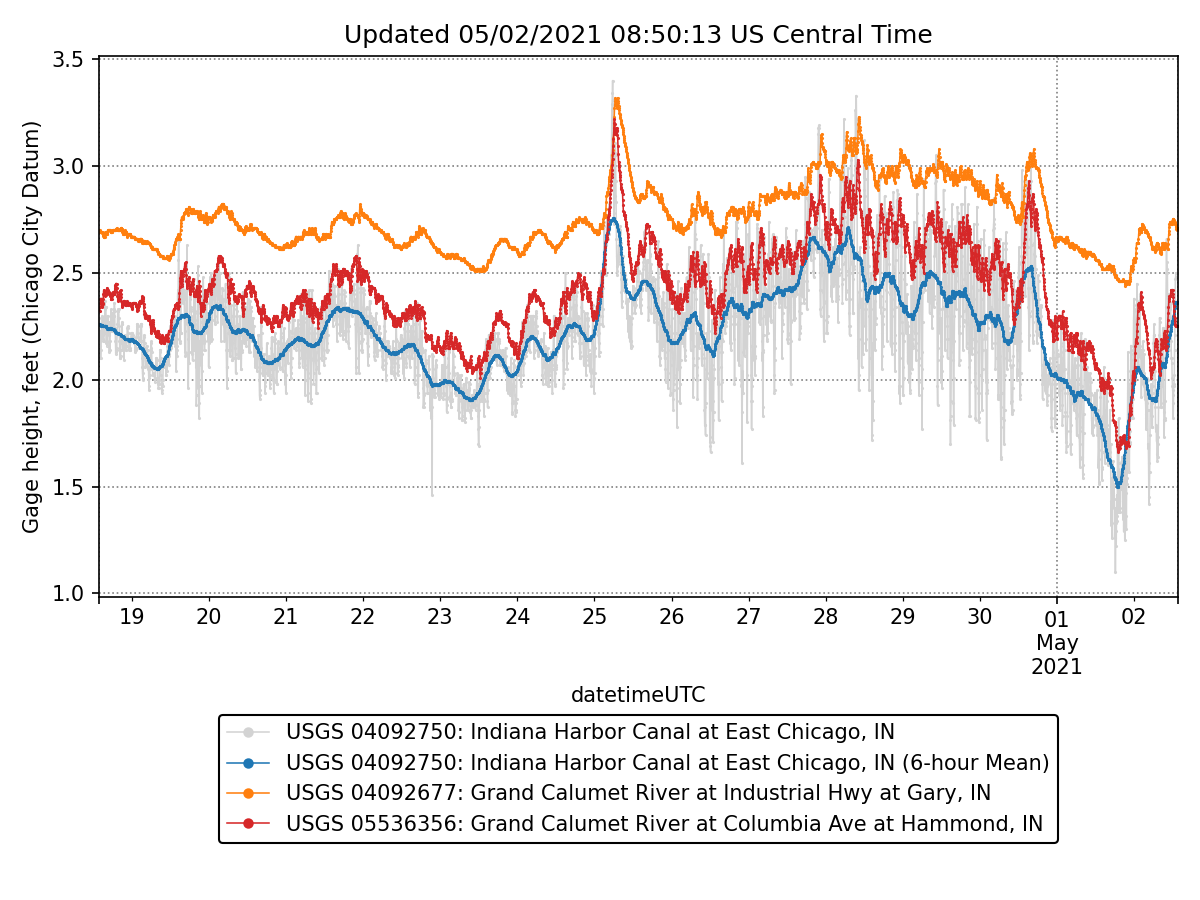 Updated 05/02/2021 08:50:13 US Central Time
Gage height, feet (Chicago City Datum)
3.5
3.0
2.5
2.0
1.5
1.0
19 20 21 22 23 24 25 26 27 28 29 30 01 02
May
2021
datetimeUTC
USGS 04092750: Indiana Harbor Canal at East Chicago, IN
USGS 04092750: Indiana Harbor Canal at East Chicago, IN (6-hour Mean)
USGS 04092677: Grand Calumet River at Industrial Hwy at Gary, IN
USGS 05536356: Grand Calumet River at Columbia Ave at Hammond, IN